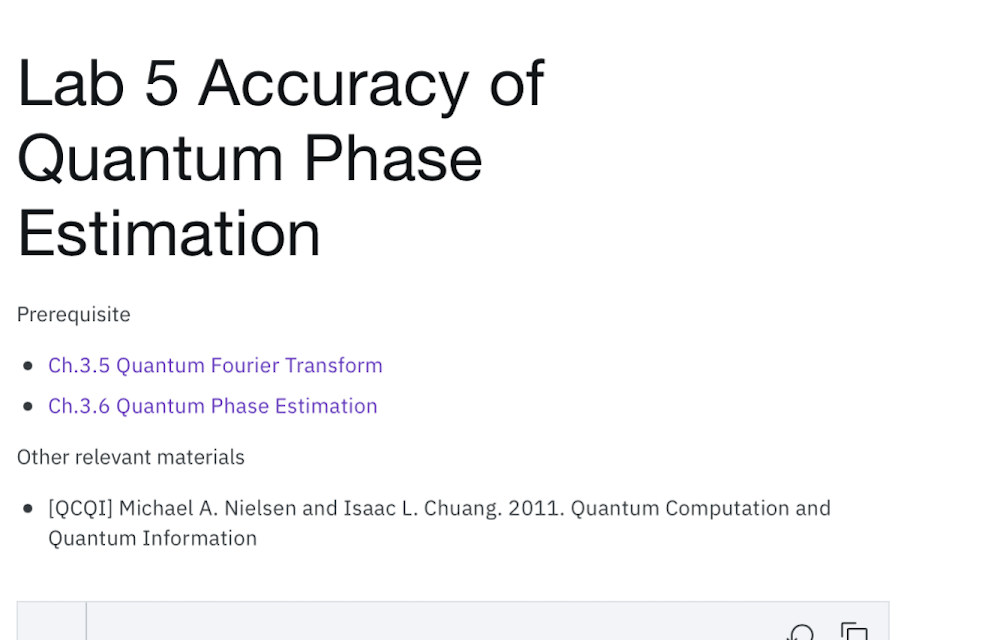 Lab 5 Accuracy of
Quantum Phase
Estimation
Prerequisite
Ch.3.5 Quantum Fourier Transform
Ch.3.6 Quantum Phase Estimation
Other relevant materials
[QCQI] Michael A. Nielsen and Isaac L. Chuang. 2011. Quantum Computation and
Quantum Information